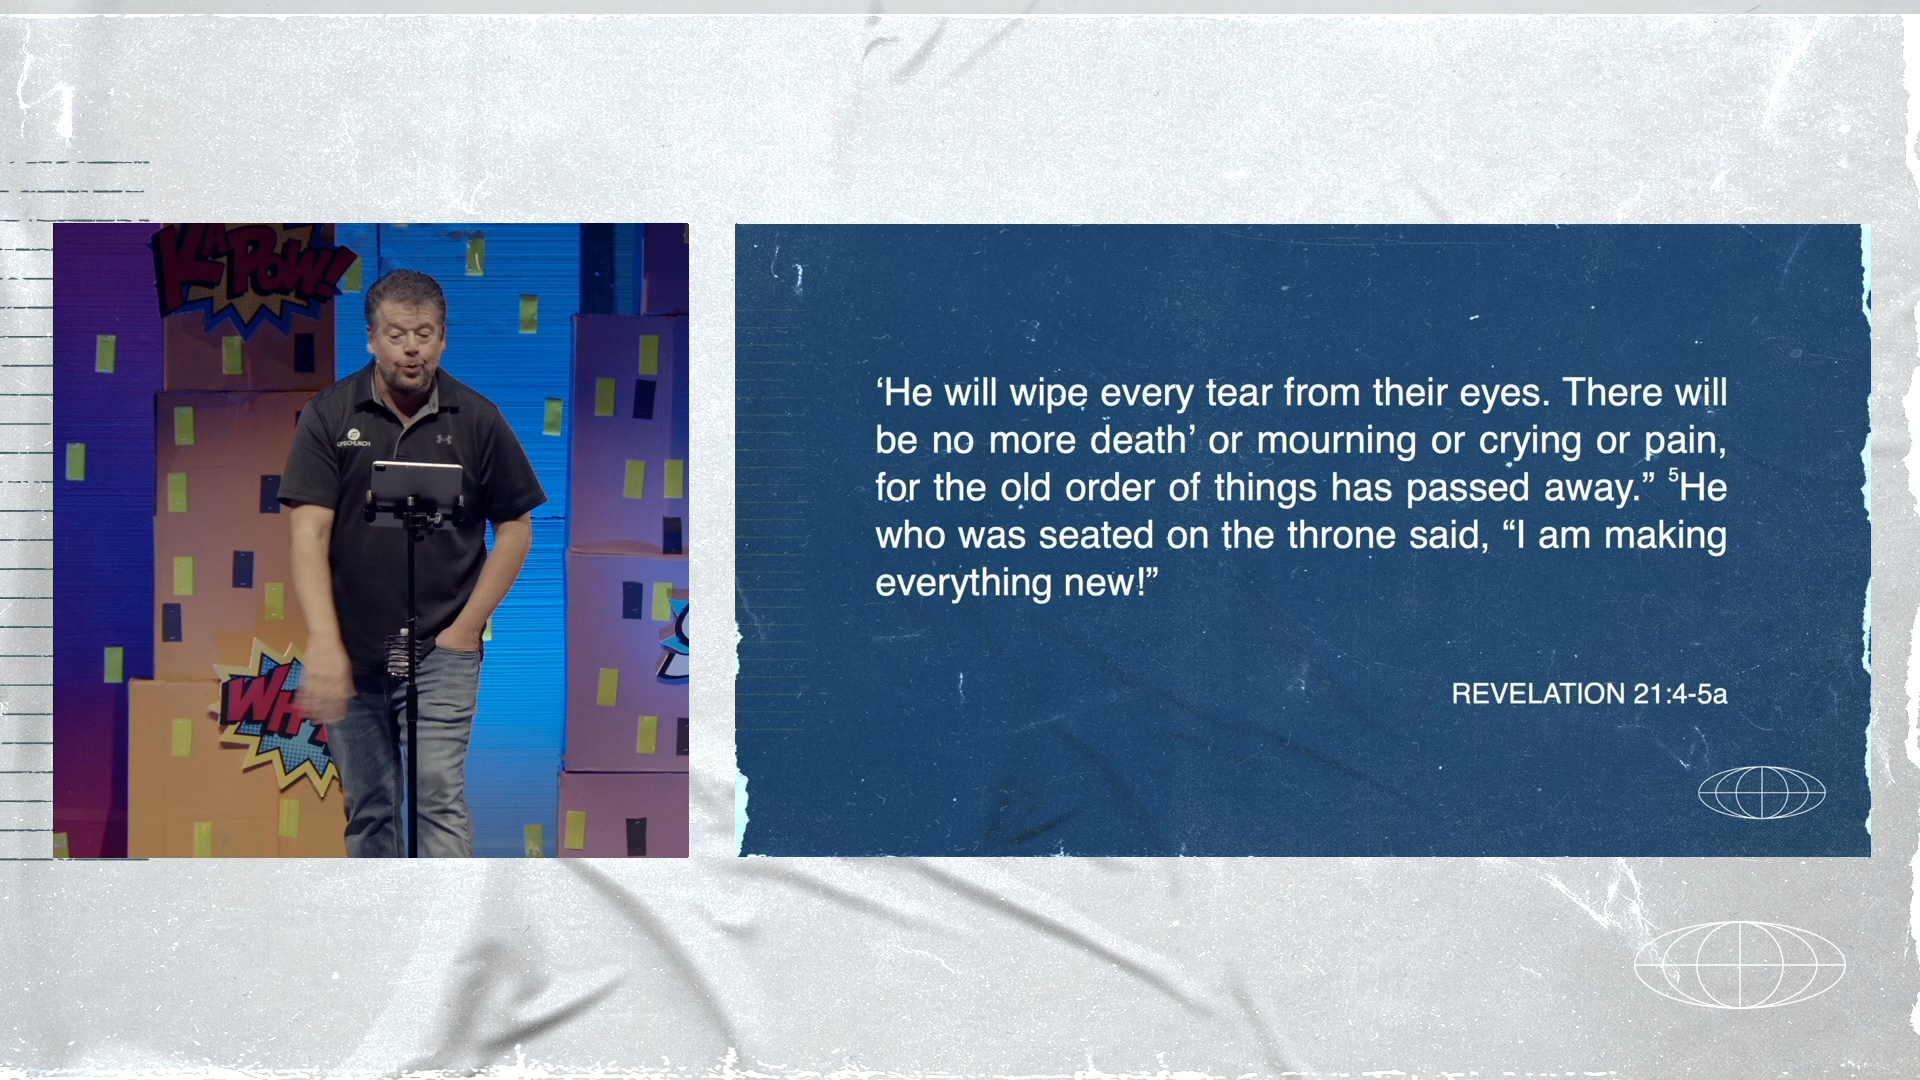 KAPOW!
LIFECHURCH
‘He will wipe every tear from their eyes. There will
be no more death’ or mourning or crying or pain,
for the old order of things has passed away.” ⁵He
who was seated on the throne said, “I am making
everything new!”
REVELATION 21:4-5a